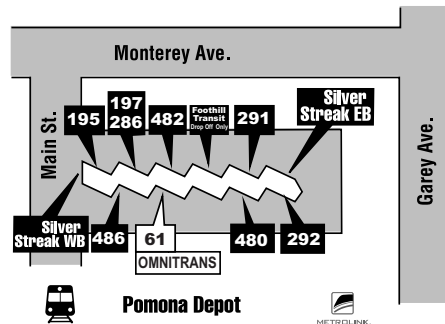 Monterey Ave.
Main St.
Garey Ave.
195
197
286
482
Foothill
Transit
Drop Off Only
291
Silver
Streak EB
Silver
Streak WB
486
61
OMNITRANS
480
292
Pomona Depot
METROLINK.